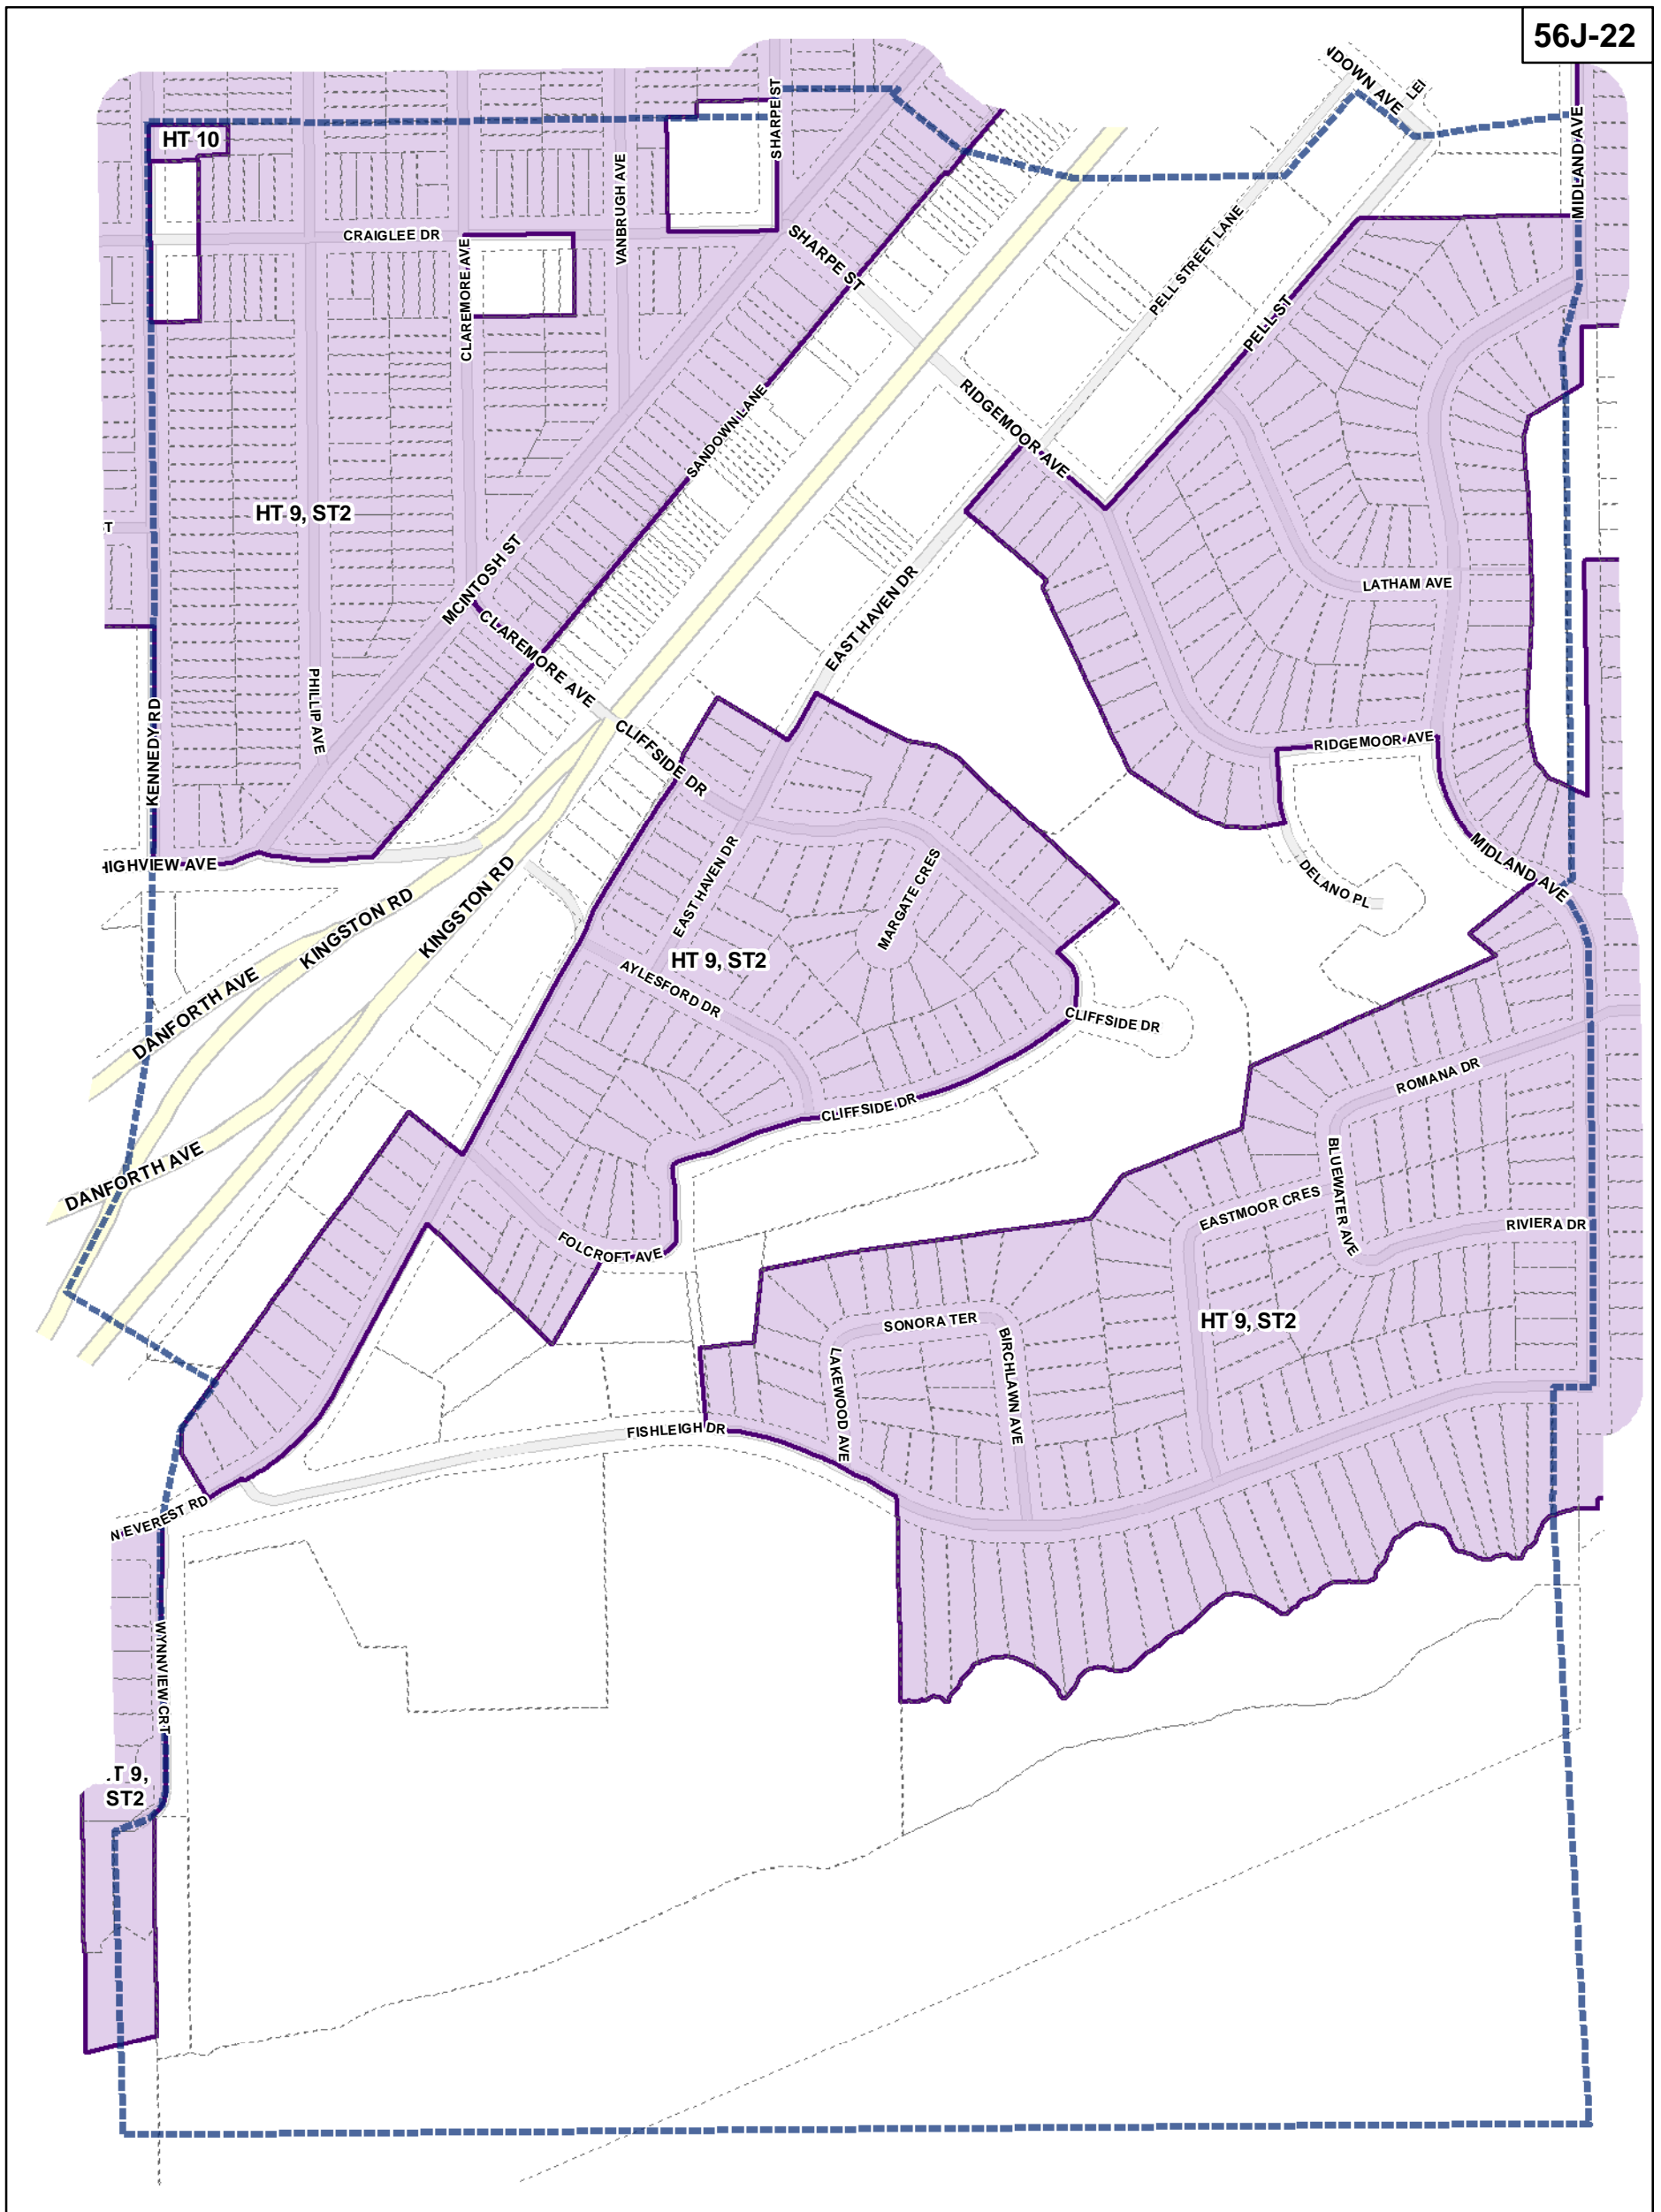 56J-22
NDOWN AVE
LEI
SHARPE ST
MIDLAND AVE
HT 10
VANBRUGH AVE
CRAIGLEE DR
CLAREMORE AVE
SHARPE ST
PELL STREET LANE
PELL ST
SANDOWN LANE
RIDGEMOOR AVE
HT 9, ST2
ST
MCINTOSH ST
LATHAM AVE
EAST HAVEN DR
CLAREMORE AVE
PHILLIP AVE
KENNEDY RD
CLIFFSIDE DR
RIDGEMOOR AVE
HIGHVIEW AVE
EAST HAVEN DR
MARGATE CRES
MIDLAND AVE
DELANO PL
KINGSTON RD
KINGSTON RD
HT 9, ST2
AYLESFORD DR
DANFORTH AVE
CLIFFSIDE DR
ROMANA DR
CLIFFSIDE DR
DANFORTH AVE
BLUEWATER AVE
EASTMOOR CRES
RIVIERA DR
FOLCROFT AVE
HT 9, ST2
SONORA TER
BIRCHLAWN AVE
LAKEWOOD AVE
FISHLEIGH DR
N EVEREST RD
WYNNVIEW CRT
T 9,
ST2